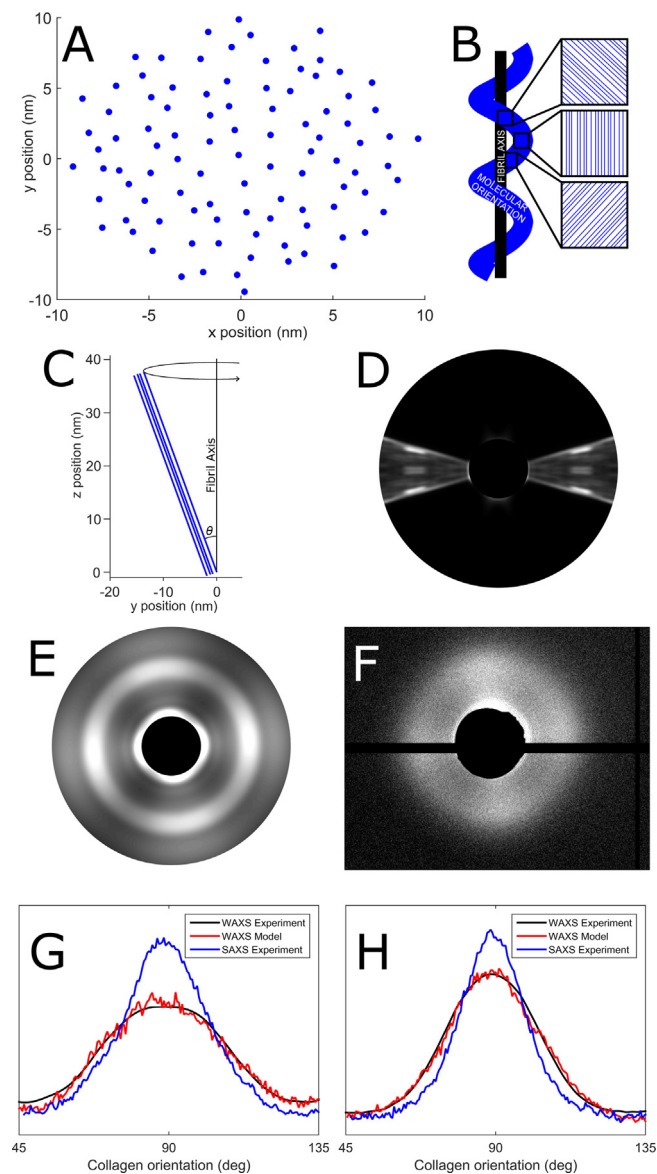 A
y position (nm)
10
5
0
-5
-10
-10
-5
0
5
10
x position (nm)
B
FIBRIL AXIS
MOLECULAR
ORIENTATION
C
z position (nm)
40
30
20
10
0
-20
-10
0
y position (nm)
Fibril Axis
θ
D
E
F
G
WAXS Experiment
WAXS Model
SAXS Experiment
45
90
135
Collagen orientation (deg)
H
WAXS Experiment
WAXS Model
SAXS Experiment
45
90
135
Collagen orientation (deg)